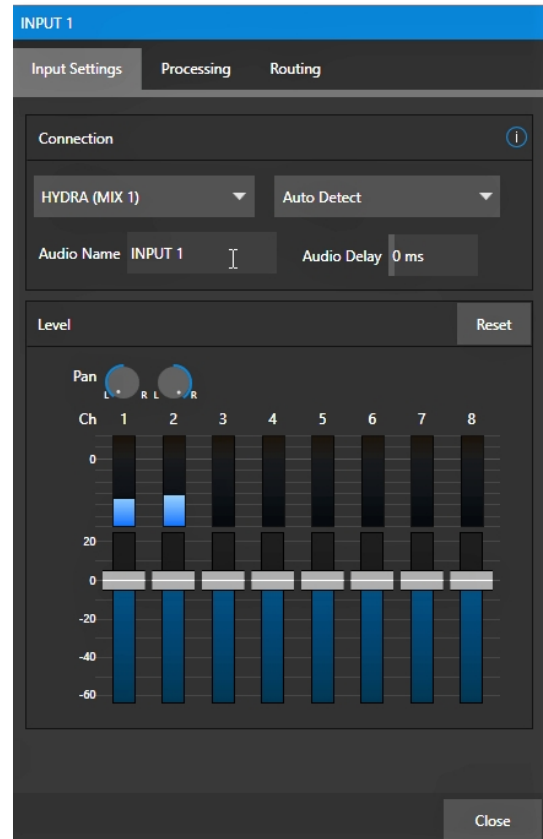 INPUT 1
Input Settings Processing Routing
Connection i
HYDRA (MIX 1) Auto Detect
Audio Name INPUT 1 Audio Delay 0 ms
Level Reset
Pan
L R L R
Ch 1 2 3 4 5 6 7 8
0
20
0
-20
-40
-60
Close